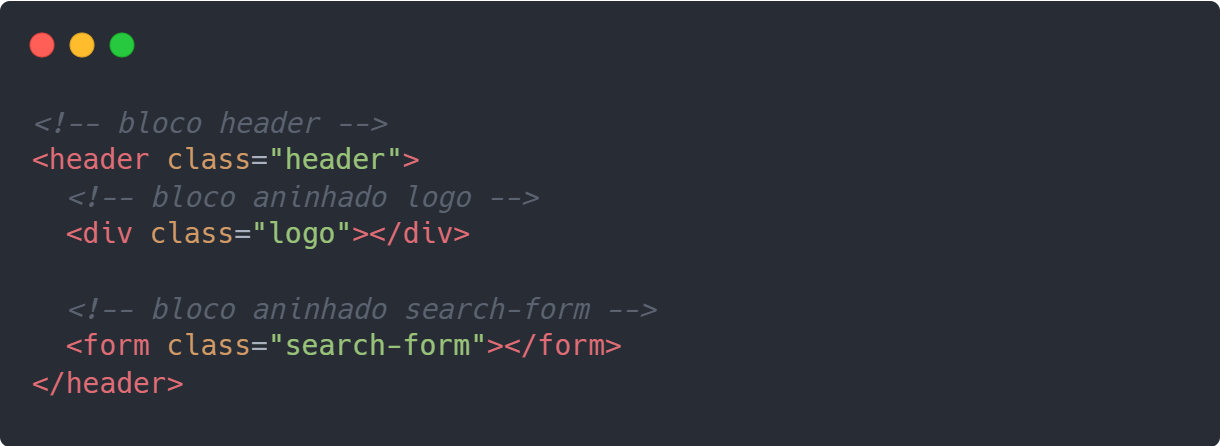 <!-- bloco header -->
<header class="header">
  <!-- bloco aninhado logo -->
  <div class="logo"></div>

  <!-- bloco aninhado search-form -->
  <form class="search-form"></form>
</header>